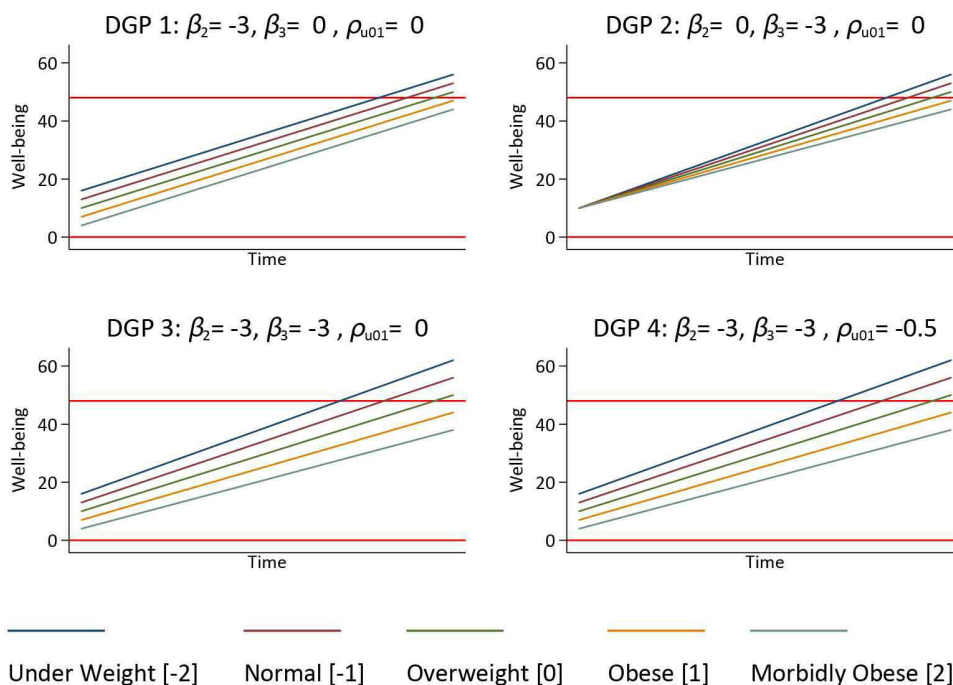 DGP 1: β₂= -3, β₃= 0 , ρᵤ₀₁= 0
60
40
20
0
Well-being
Time
DGP 2: β₂= 0, β₃= -3 , ρᵤ₀₁= 0
60
40
20
0
Well-being
Time
DGP 3: β₂= -3, β₃= -3 , ρᵤ₀₁= 0
60
40
20
0
Well-being
Time
DGP 4: β₂= -3, β₃= -3 , ρᵤ₀₁= -0.5
60
40
20
0
Well-being
Time
Under Weight [-2] Normal [-1] Overweight [0] Obese [1] Morbidly Obese [2]